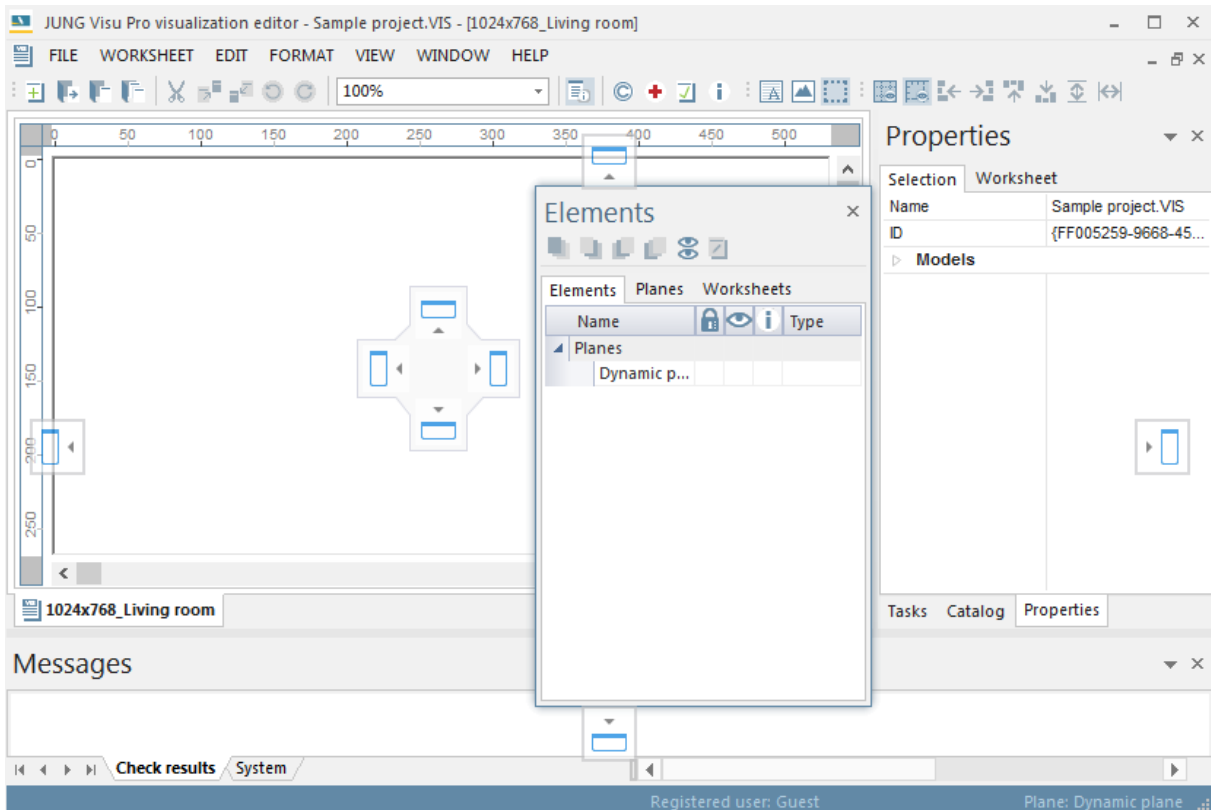 JUNG Visu Pro visualization editor - Sample project.VIS - [1024x768_Living room]
FILE WORKSHEET EDIT FORMAT VIEW WINDOW HELP
100%
0 50 100 150 200 250 300 350 400 450 500
0
50
100
150
200
250
1024x768_Living room
Elements
Elements Planes Worksheets
Name Type
Planes
Dynamic p...
Properties
Selection Worksheet
Name Sample project.VIS
ID {FF005259-9668-45...
Models
Tasks Catalog Properties
Messages
Check results System
Registered user: Guest Plane: Dynamic plane